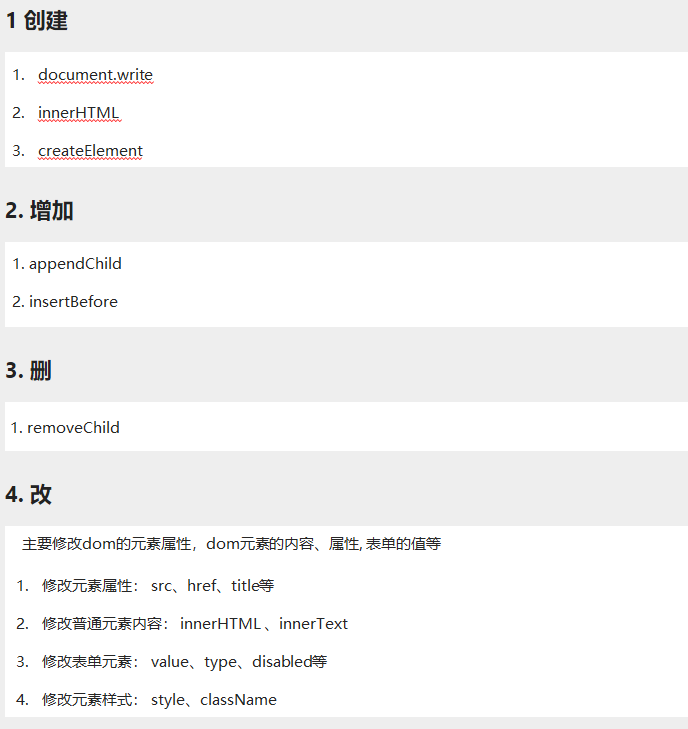 1 创建
1. document.write
2. innerHTML
3. createElement
2. 增加
1. appendChild
2. insertBefore
3. 删
1. removeChild
4. 改
主要修改dom的元素属性，dom元素的内容、属性, 表单的值等
1. 修改元素属性： src、href、title等
2. 修改普通元素内容： innerHTML 、innerText
3. 修改表单元素： value、type、disabled等
4. 修改元素样式： style、className